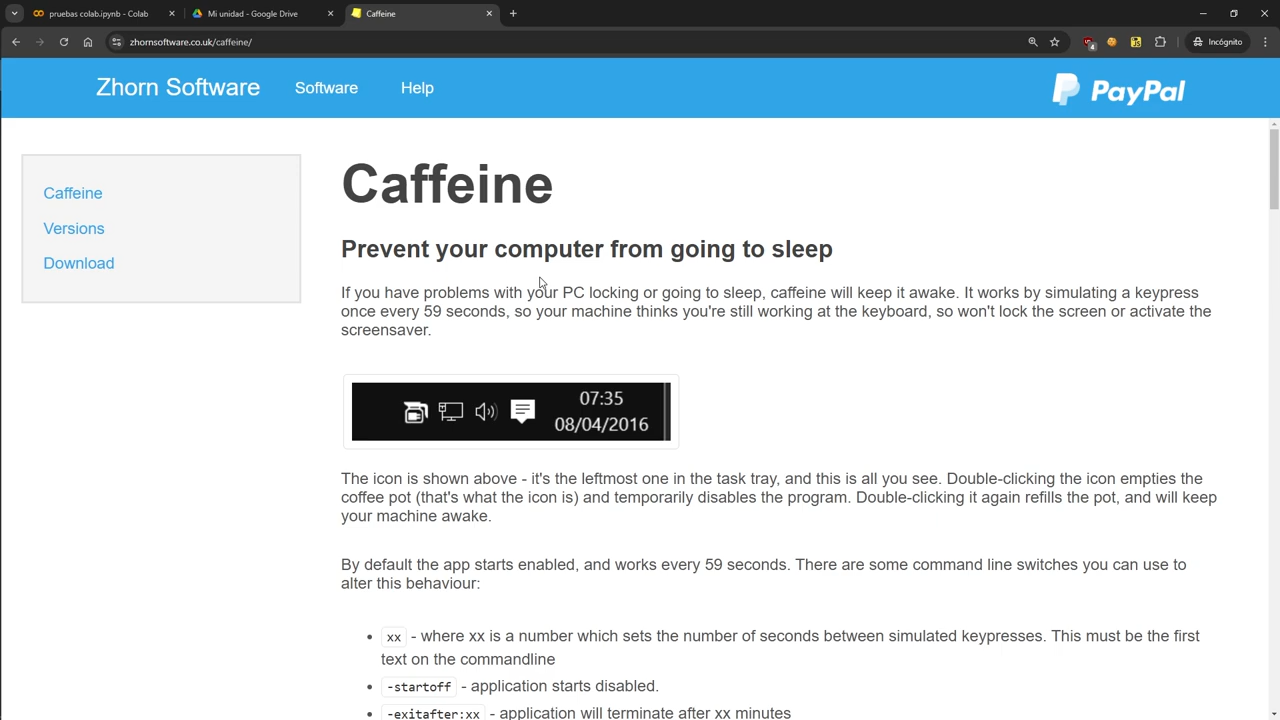 pruebas colab.ipynb - Colab
Mi unidad - Google Drive
Caffeine
zhornsoftware.co.uk/caffeine/
4
Incógnito
Zhorn Software
Software
Help
PayPal
Caffeine
Versions
Download
Caffeine
Prevent your computer from going to sleep
If you have problems with your PC locking or going to sleep, caffeine will keep it awake. It works by simulating a keypress
once every 59 seconds, so your machine thinks you're still working at the keyboard, so won't lock the screen or activate the
screensaver.
07:35
08/04/2016
The icon is shown above - it's the leftmost one in the task tray, and this is all you see. Double-clicking the icon empties the
coffee pot (that's what the icon is) and temporarily disables the program. Double-clicking it again refills the pot, and will keep
your machine awake.
By default the app starts enabled, and works every 59 seconds. There are some command line switches you can use to
alter this behaviour:
• xx - where xx is a number which sets the number of seconds between simulated keypresses. This must be the first
text on the commandline
• -startoff - application starts disabled.
• -exitafter:xx - application will terminate after xx minutes